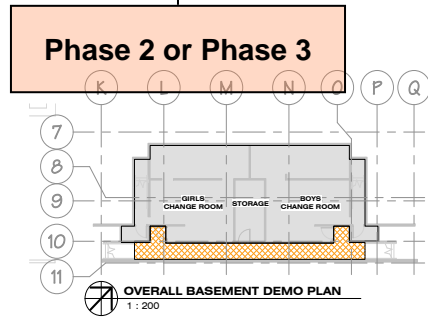 Phase 2 or Phase 3
K L M N O P Q
7
8
9
10
11
GIRLS
CHANGE ROOM
STORAGE
BOYS
CHANGE ROOM
OVERALL BASEMENT DEMO PLAN
1 : 200